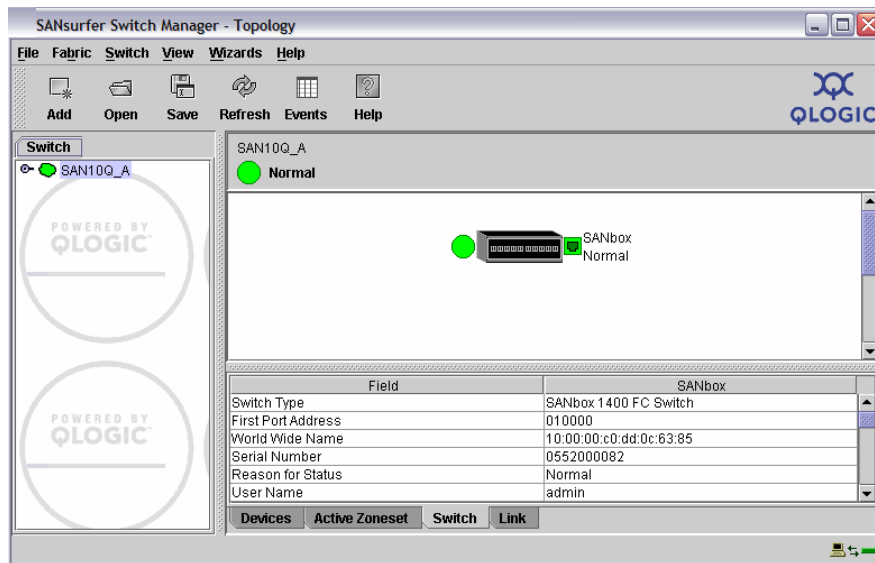 SANsurfer Switch Manager - Topology
File Fabric Switch View Wizards Help
Add Open Save Refresh Events Help
QLOGIC
Switch
SAN10Q_A
SAN10Q_A
Normal
POWERED BY
QLOGIC
SANbox
Normal
POWERED BY
QLOGIC
Field SANbox
Switch Type SANbox 1400 FC Switch
First Port Address 010000
World Wide Name 10:00:00:c0:dd:0c:63:85
Serial Number 0552000082
Reason for Status Normal
User Name admin
Devices Active Zoneset Switch Link